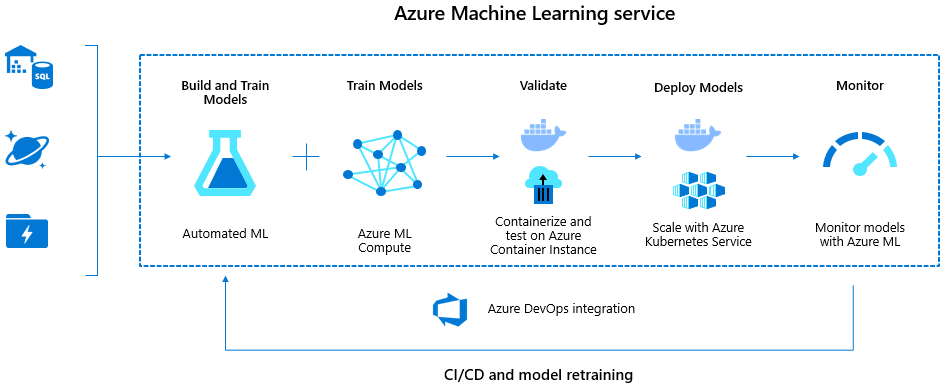 Azure Machine Learning service
SQL
Build and Train
Models
Train Models
Validate
Deploy Models
Monitor
Automated ML
Azure ML
Compute
Containerize and
test on Azure
Container Instance
Scale with Azure
Kubernetes Service
Monitor models
with Azure ML
Azure DevOps integration
CI/CD and model retraining